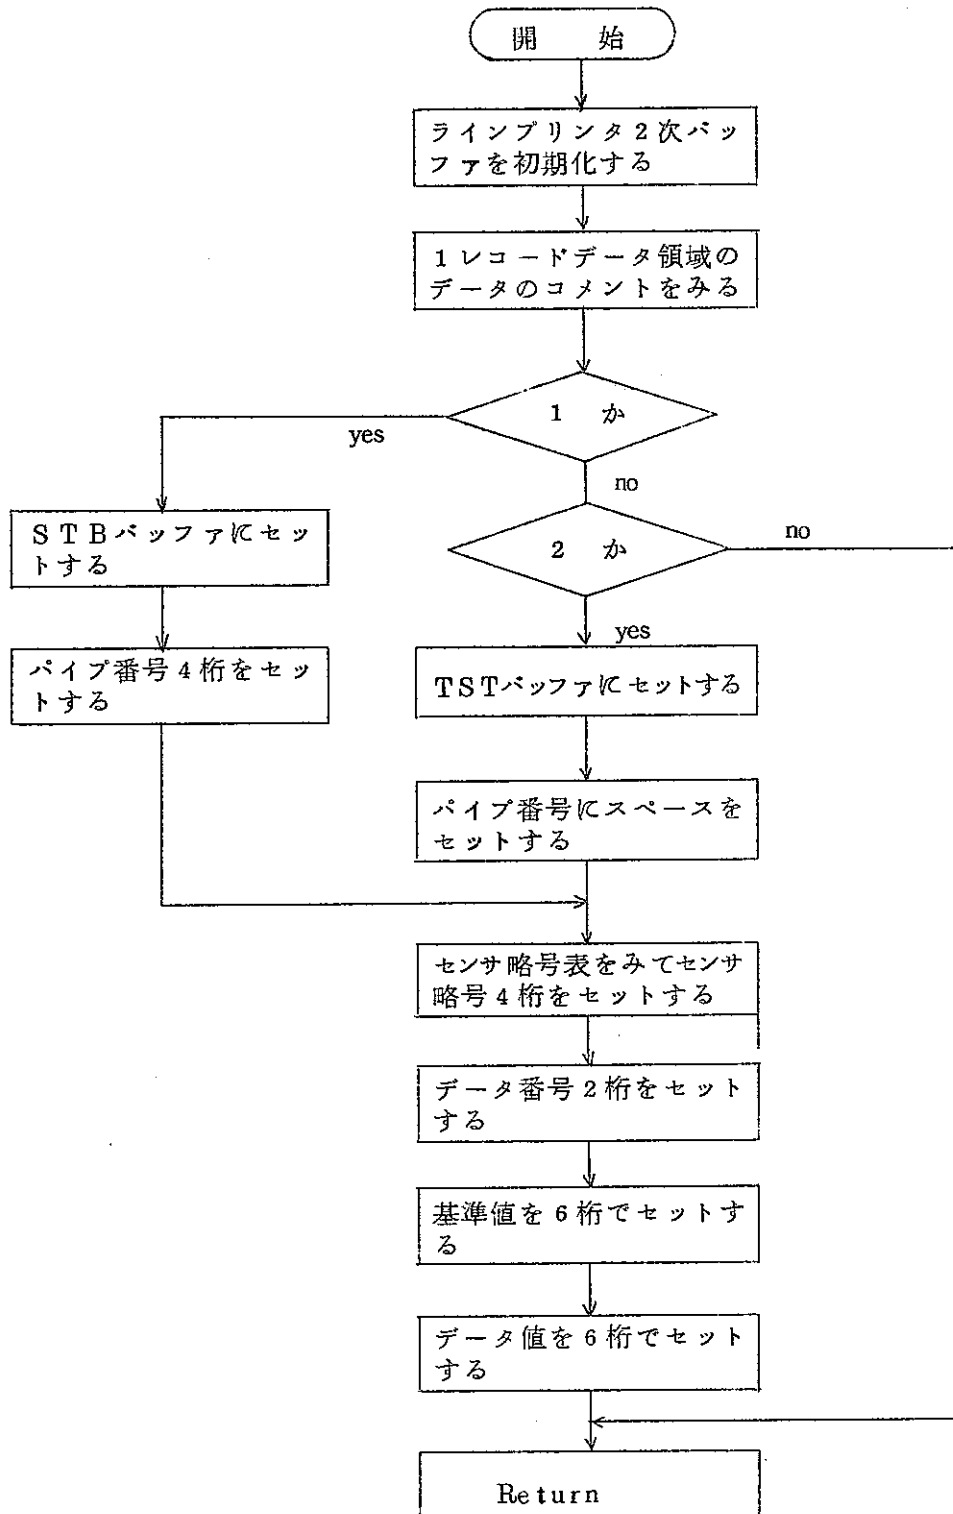 開 始
ラインプリンタ2次バッ
ファを初期化する
1レコードデータ領域の
データのコメントをみる
1 か
yes
no
STBバッファにセッ
トする
2 か
no
yes
パイプ番号4桁をセッ
トする
TSTバッファにセットする
パイプ番号にスペースを
セットする
センサ略号表をみてセンサ
略号4桁をセットする
データ番号2桁をセット
する
基準値を6桁でセットす
る
データ値を6桁でセット
する
Return